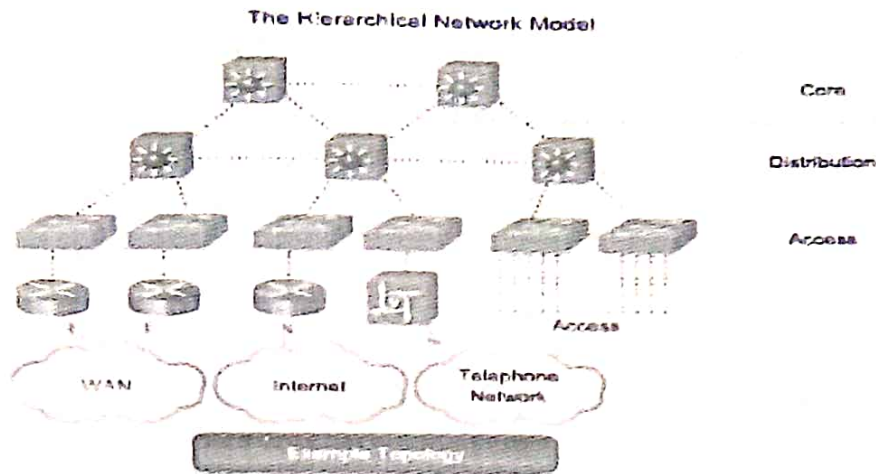 The Hierarchical Network Model
Core
Distribution
Access
Access
WAN
Internet
Telephone
Network
Example Topology